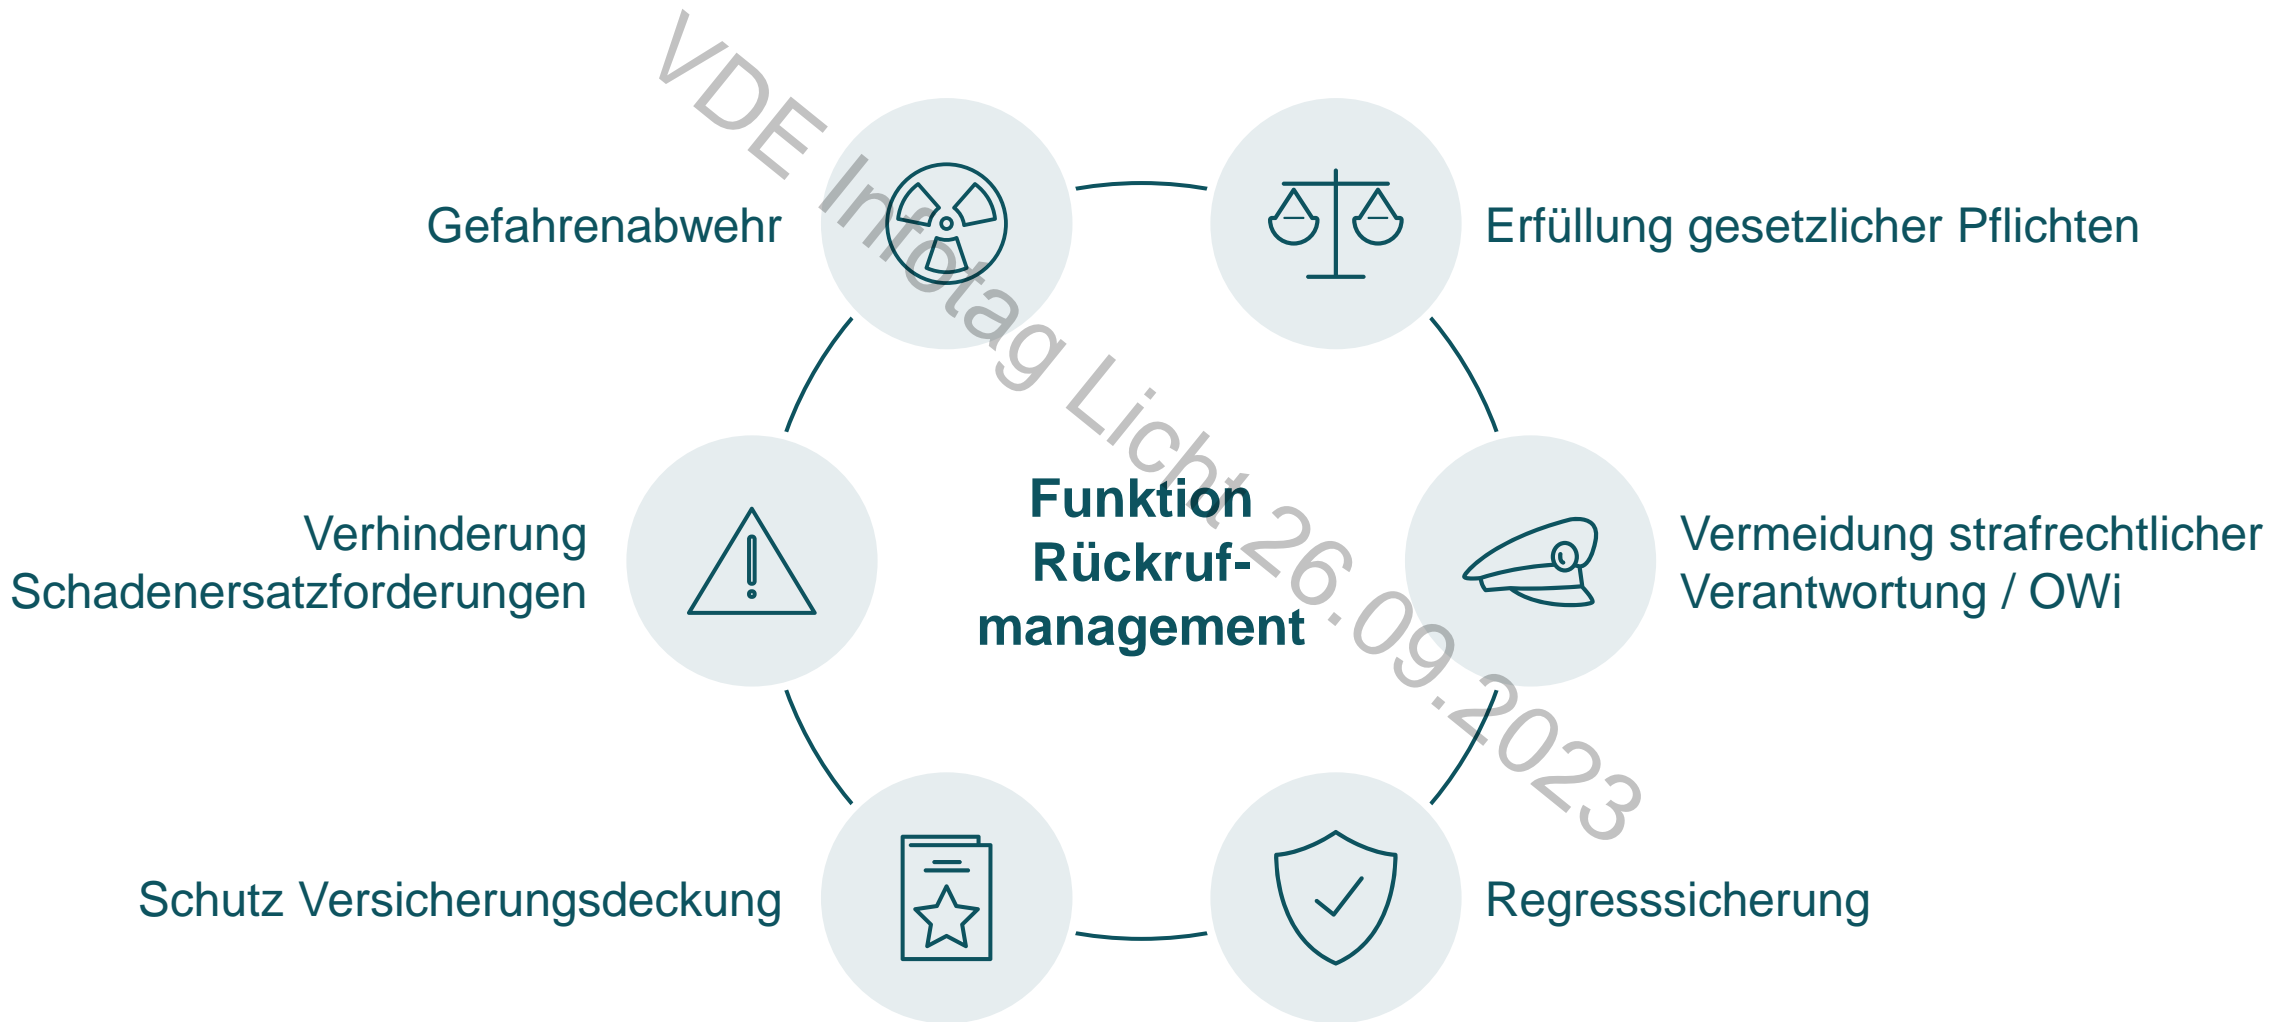 VDE Infotag Licht 26.09.2023
Gefahrenabwehr
Erfüllung gesetzlicher Pflichten
Verhinderung
Schadenersatzforderungen
Funktion
Rückruf-
management
Vermeidung strafrechtlicher
Verantwortung / OWi
Schutz Versicherungsdeckung
Regresssicherung